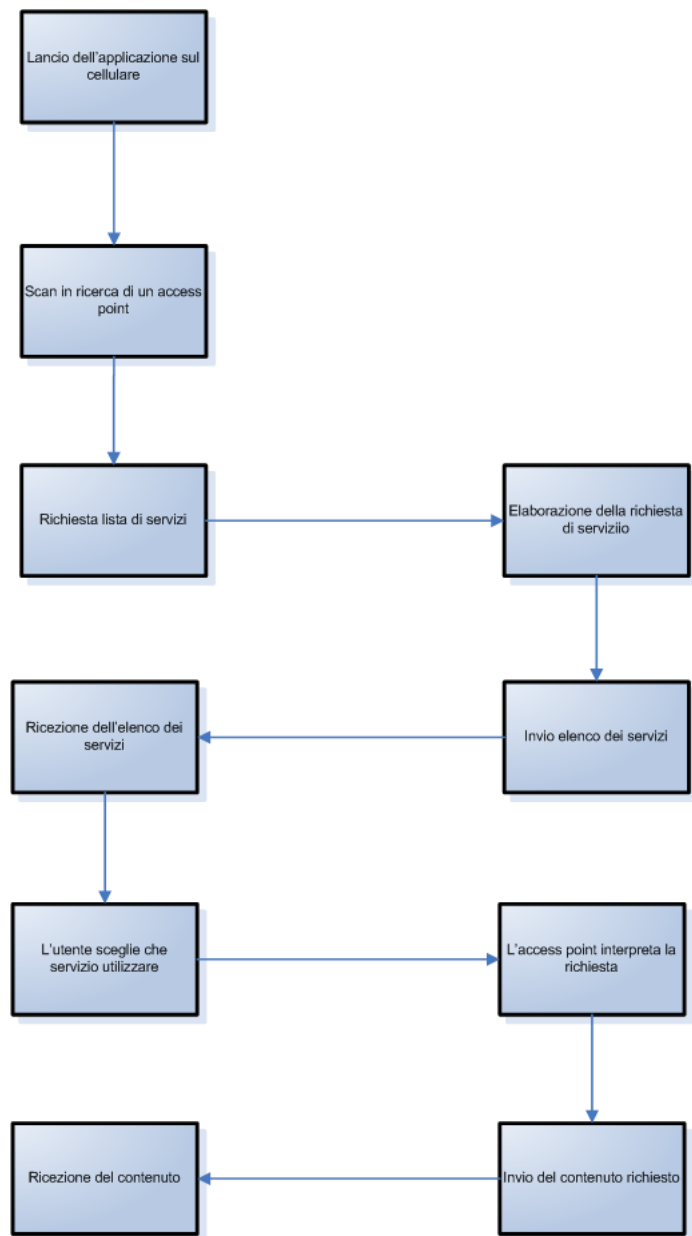 Lancio dell'applicazione sul
cellulare
Scan in ricerca di un access
point
Richiesta lista di servizi
Elaborazione della richiesta
di serviziio
Invio elenco dei servizi
Ricezione dell'elenco dei
servizi
L'utente sceglie che
servizio utilizzare
L'access point interpreta la
richiesta
Invio del contenuto richiesto
Ricezione del contenuto